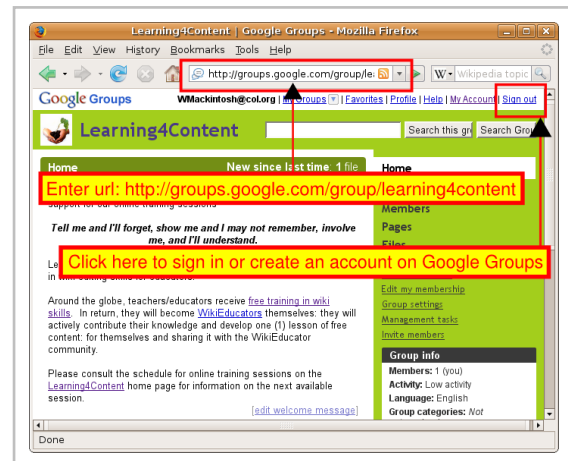 Learning4Content | Google Groups - Mozilla Firefox
File Edit View History Bookmarks Tools Help
http://groups.google.com/group/le
W Wikipedia topic
Google Groups
WMackintosh@col.org | My Groups | Favorites | Profile | Help | My Account | Sign out
Learning4Content
Search this gr Search Grou
Home New since last time: 1 file
Home
Enter url: http://groups.google.com/group/learning4content
support for our online training sessions
Members
Pages
Files
Tell me and I'll forget, show me and I may not remember, involve
me, and I'll understand.
Click here to sign in or create an account on Google Groups
Le
in wiki editing skills for educators.
Edit my membership
Group settings
Management tasks
Invite members
Around the globe, teachers/educators receive free training in wiki
skills. In return, they will become WikiEducators themselves: they will
actively contribute their knowledge and develop one (1) lesson of free
content: for themselves and sharing it with the WikiEducator
community.
Please consult the schedule for online training sessions on the
Learning4Content home page for information on the next available
session.
[edit welcome message]
Group info
Members: 1 (you)
Activity: Low activity
Language: English
Group categories: Not
Done